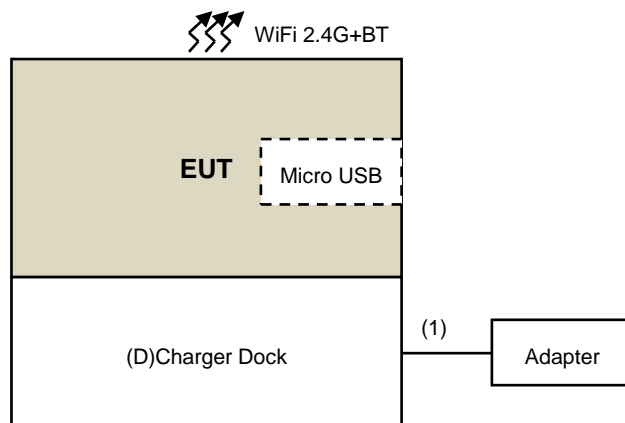 WiFi 2.4G+BT
EUT
Micro USB
(1)
(D)Charger Dock
Adapter